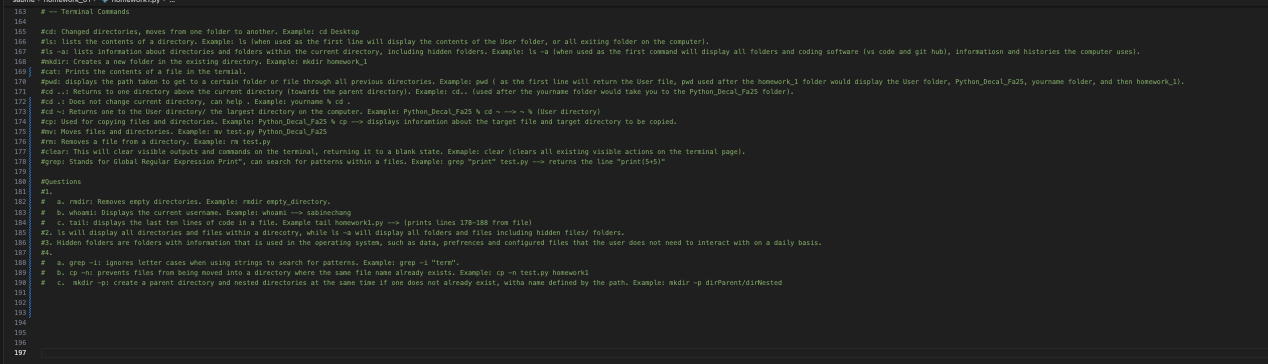 163 # -- Terminal Commands
164
165 #cd: Changed directories, moves from one folder to another. Example: cd Desktop
166 #ls: lists the contents of a directory. Example: ls (when used as the first line will display the contents of the User folder, or all exiting folder on the computer).
167 #ls -a: lists information about directories and folders within the current directory, including hidden folders. Example: ls -a (when used as the first command will display all folders and coding software (vs code and git hub), informatiosn and histories the computer uses).
168 #mkdir: Creates a new folder in the existing directory. Example: mkdir homework_1
169 #cat: Prints the contents of a file in the termial.
170 #pwd: displays the path taken to get to a certain folder or file through all previous directories. Example: pwd ( as the first line will return the User file, pwd used after the homework_1 folder would display the User folder, Python_Decal_Fa25, yourname folder, and then homework_1).
171 #cd ..: Returns to one directory above the current directory (towards the parent directory). Example: cd.. (used after the yourname folder would take you to the Python_Decal_Fa25 folder).
172 #cd .: Does not change current directory, can help . Example: yourname % cd .
173 #cd ~: Returns one to the User directory/ the largest directory on the computer. Example: Python_Decal_Fa25 % cd ~ --> ~ % (User directory)
174 #cp: Used for copying files and directories. Example: Python_Decal_Fa25 % cp --> displays inforamtion about the target file and target directory to be copied.
175 #mv: Moves files and directories. Example: mv test.py Python_Decal_Fa25
176 #rm: Removes a file from a directory. Example: rm test.py
177 #clear: This will clear visible outputs and commands on the terminal, returning it to a blank state. Exmaple: clear (clears all existing visible actions on the terminal page).
178 #grep: Stands for Global Regular Expression Print", can search for patterns within a files. Example: grep "print" test.py --> returns the line "print(5+5)"
179
180 #Questions
181 #1.
182 # a. rmdir: Removes empty directories. Example: rmdir empty_directory.
183 # b. whoami: Displays the current username. Example: whoami --> sabinechang
184 # c. tail: displays the last ten lines of code in a file. Example tail homework1.py --> (prints lines 178-188 from file)
185 #2. ls will display all directories and files within a direcotry, while ls -a will display all folders and files including hidden files/ folders.
186 #3. Hidden folders are folders with information that is used in the operating system, such as data, prefrences and configured files that the user does not need to interact with on a daily basis.
187 #4.
188 # a. grep -i: ignores letter cases when using strings to search for patterns. Example: grep -i "term".
189 # b. cp -n: prevents files from being moved into a directory where the same file name already exists. Example: cp -n test.py homework1
190 # c. mkdir -p: create a parent directory and nested directories at the same time if one does not already exist, witha name defined by the path. Example: mkdir -p dirParent/dirNested
191
192
193
194
195
196
197